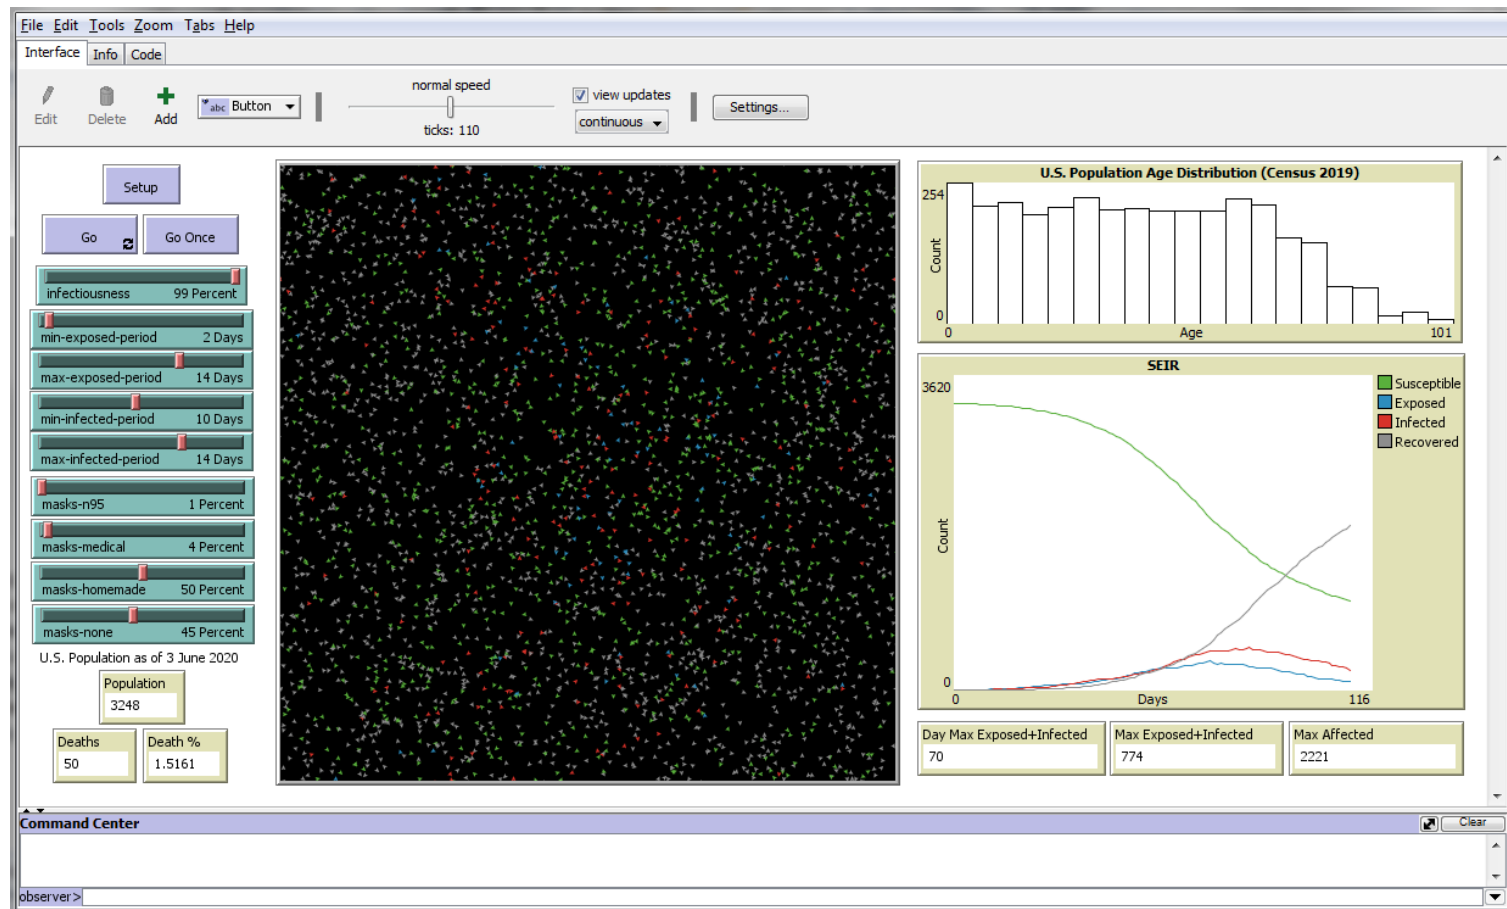 File Edit Tools Zoom Tabs Help
Interface Info Code
Edit Delete Add abc Button normal speed ticks: 110 view updates continuous Settings...
Setup
Go Go Once
infectiousness 99 Percent
min-exposed-period 2 Days
max-exposed-period 14 Days
min-infected-period 10 Days
max-infected-period 14 Days
masks-n95 1 Percent
masks-medical 4 Percent
masks-homemade 50 Percent
masks-none 45 Percent
U.S. Population as of 3 June 2020
Population
3248
Deaths Death %
50 1.5161
U.S. Population Age Distribution (Census 2019)
254
Count
0
0 Age 101
SEIR
3620
Count
0
0 Days 116
Susceptible
Exposed
Infected
Recovered
Day Max Exposed+Infected Max Exposed+Infected Max Affected
70 774 2221
Command Center Clear
observer>